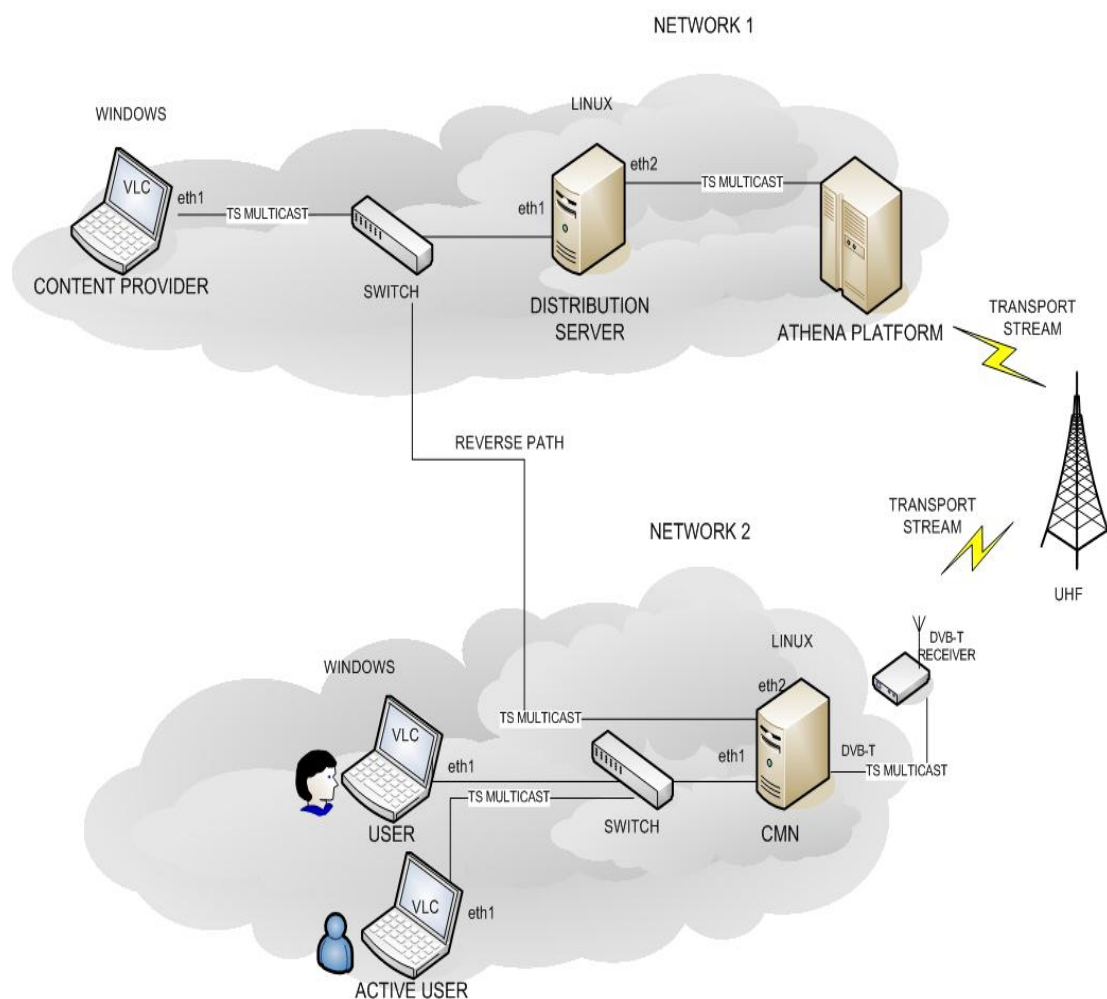 NETWORK 1
LINUX
WINDOWS
eth2
VLC
TS MULTICAST
eth1
TS MULTICAST
eth1
CONTENT PROVIDER
SWITCH
DISTRIBUTION
SERVER
ATHENA PLATFORM
TRANSPORT
STREAM
REVERSE PATH
TRANSPORT
STREAM
NETWORK 2
UHF
LINUX
DVB-T
RECEIVER
WINDOWS
eth2
TS MULTICAST
VLC
eth1
eth1
DVB-T
TS MULTICAST
TS MULTICAST
USER
SWITCH
CMN
VLC
eth1
ACTIVE USER